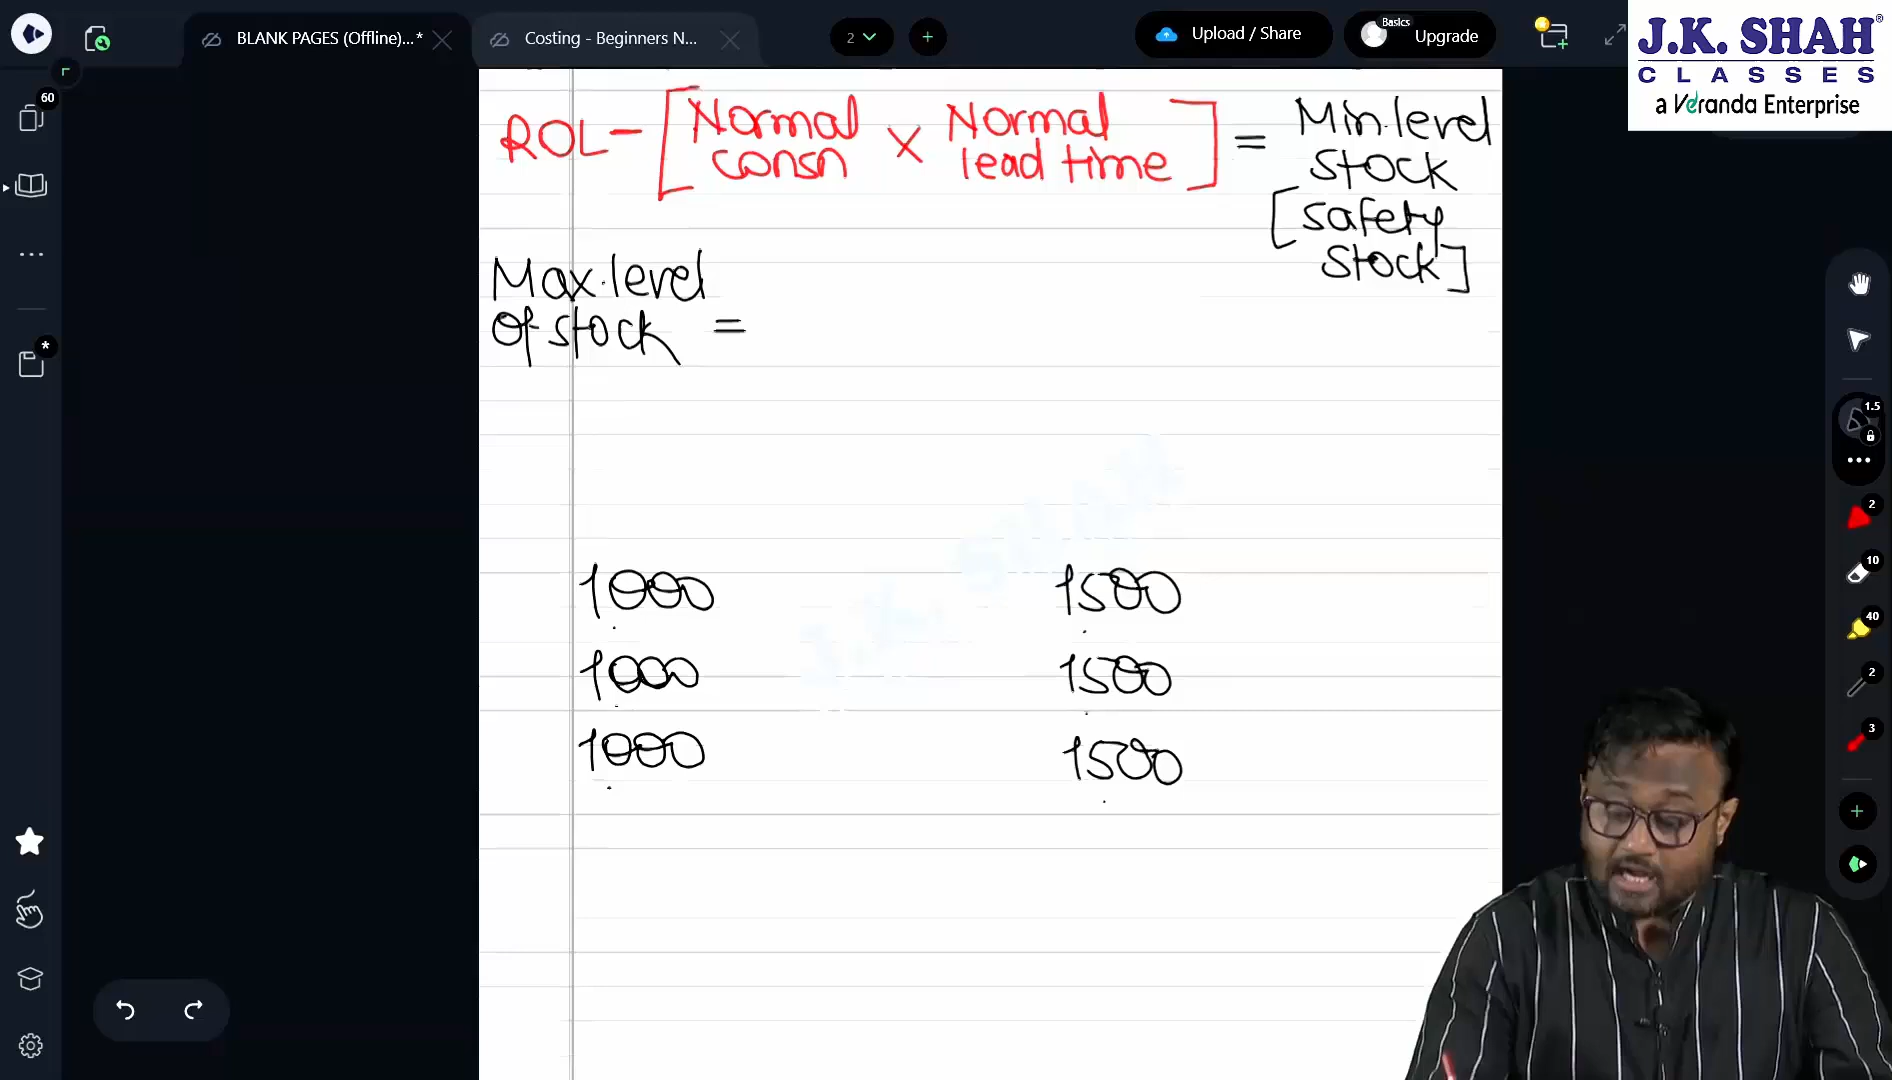 BLANK PAGES (Offline)...*
Costing - Beginners N...
2
Upload / Share
Basics
Upgrade
J.K. SHAH®
CLASSES
a Veranda Enterprise
60
ROL - [Normal consn × Normal lead time] = Min. level stock
[safety stock]
Max. level
of stock =
J.K. SHAH
1000 1500
1000 1500
1000 1500
1.5
2
10
40
2
3